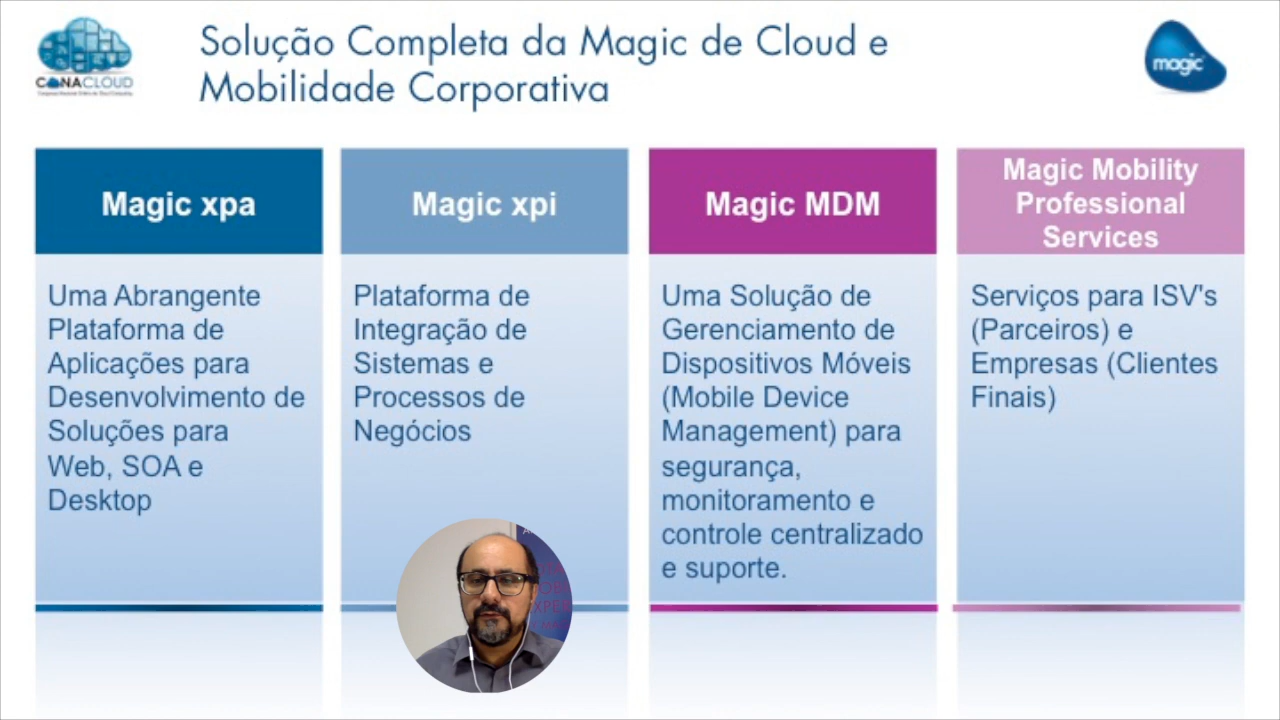 Solução Completa da Magic de Cloud e
Mobilidade Corporativa
CONACLOUD
magic
Magic xpa
Uma Abrangente
Plataforma de
Aplicações para
Desenvolvimento de
Soluções para
Web, SOA e
Desktop
Magic xpi
Plataforma de
Integração de
Sistemas e
Processos de
Negócios
Magic MDM
Uma Solução de
Gerenciamento de
Dispositivos Móveis
(Mobile Device
Management) para
segurança,
monitoramento e
controle centralizado
e suporte.
Magic Mobility
Professional
Services
Serviços para ISV's
(Parceiros) e
Empresas (Clientes
Finais)